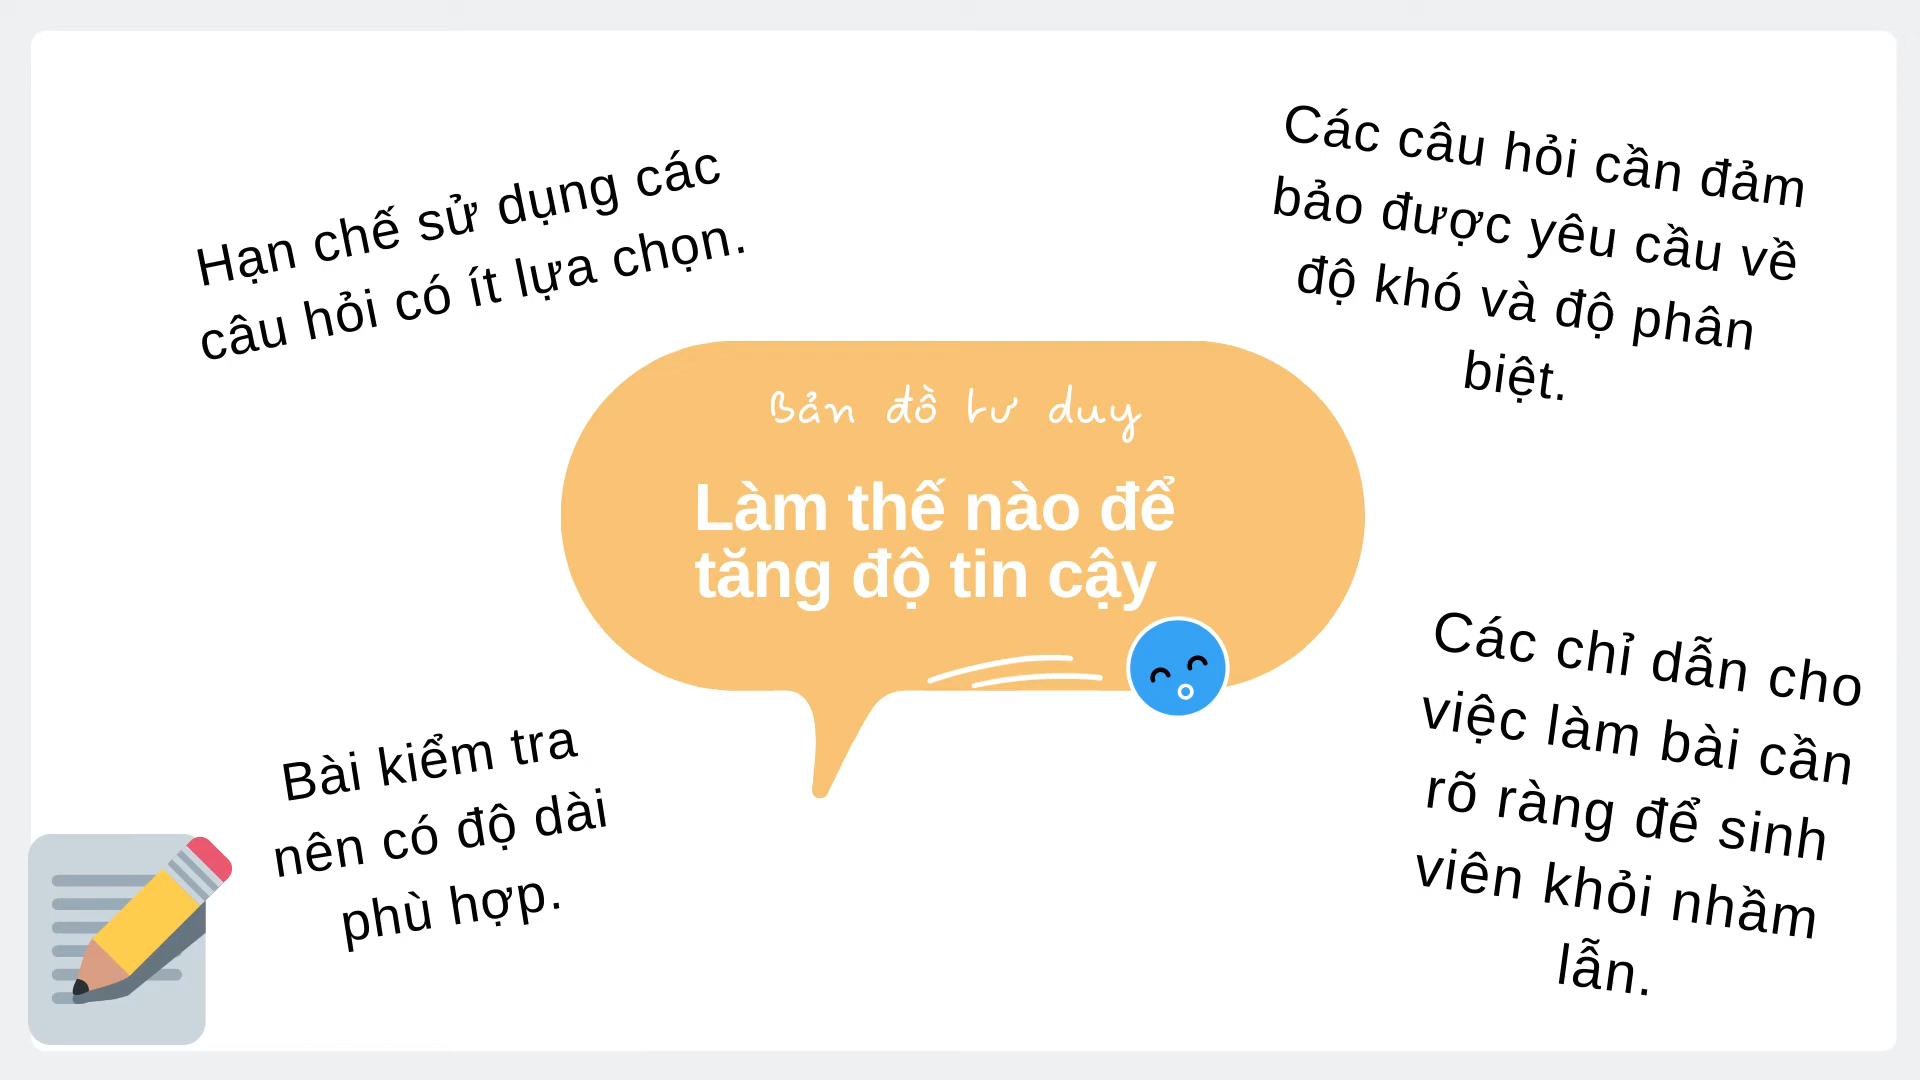 Hạn chế sử dụng các
câu hỏi có ít lựa chọn.
Các câu hỏi cần đảm
bảo được yêu cầu về
độ khó và độ phân
biệt.
Bản đồ tư duy
Làm thế nào để
tăng độ tin cậy
Bài kiểm tra
nên có độ dài
phù hợp.
Các chỉ dẫn cho
việc làm bài cần
rõ ràng để sinh
viên khỏi nhầm
lẫn.